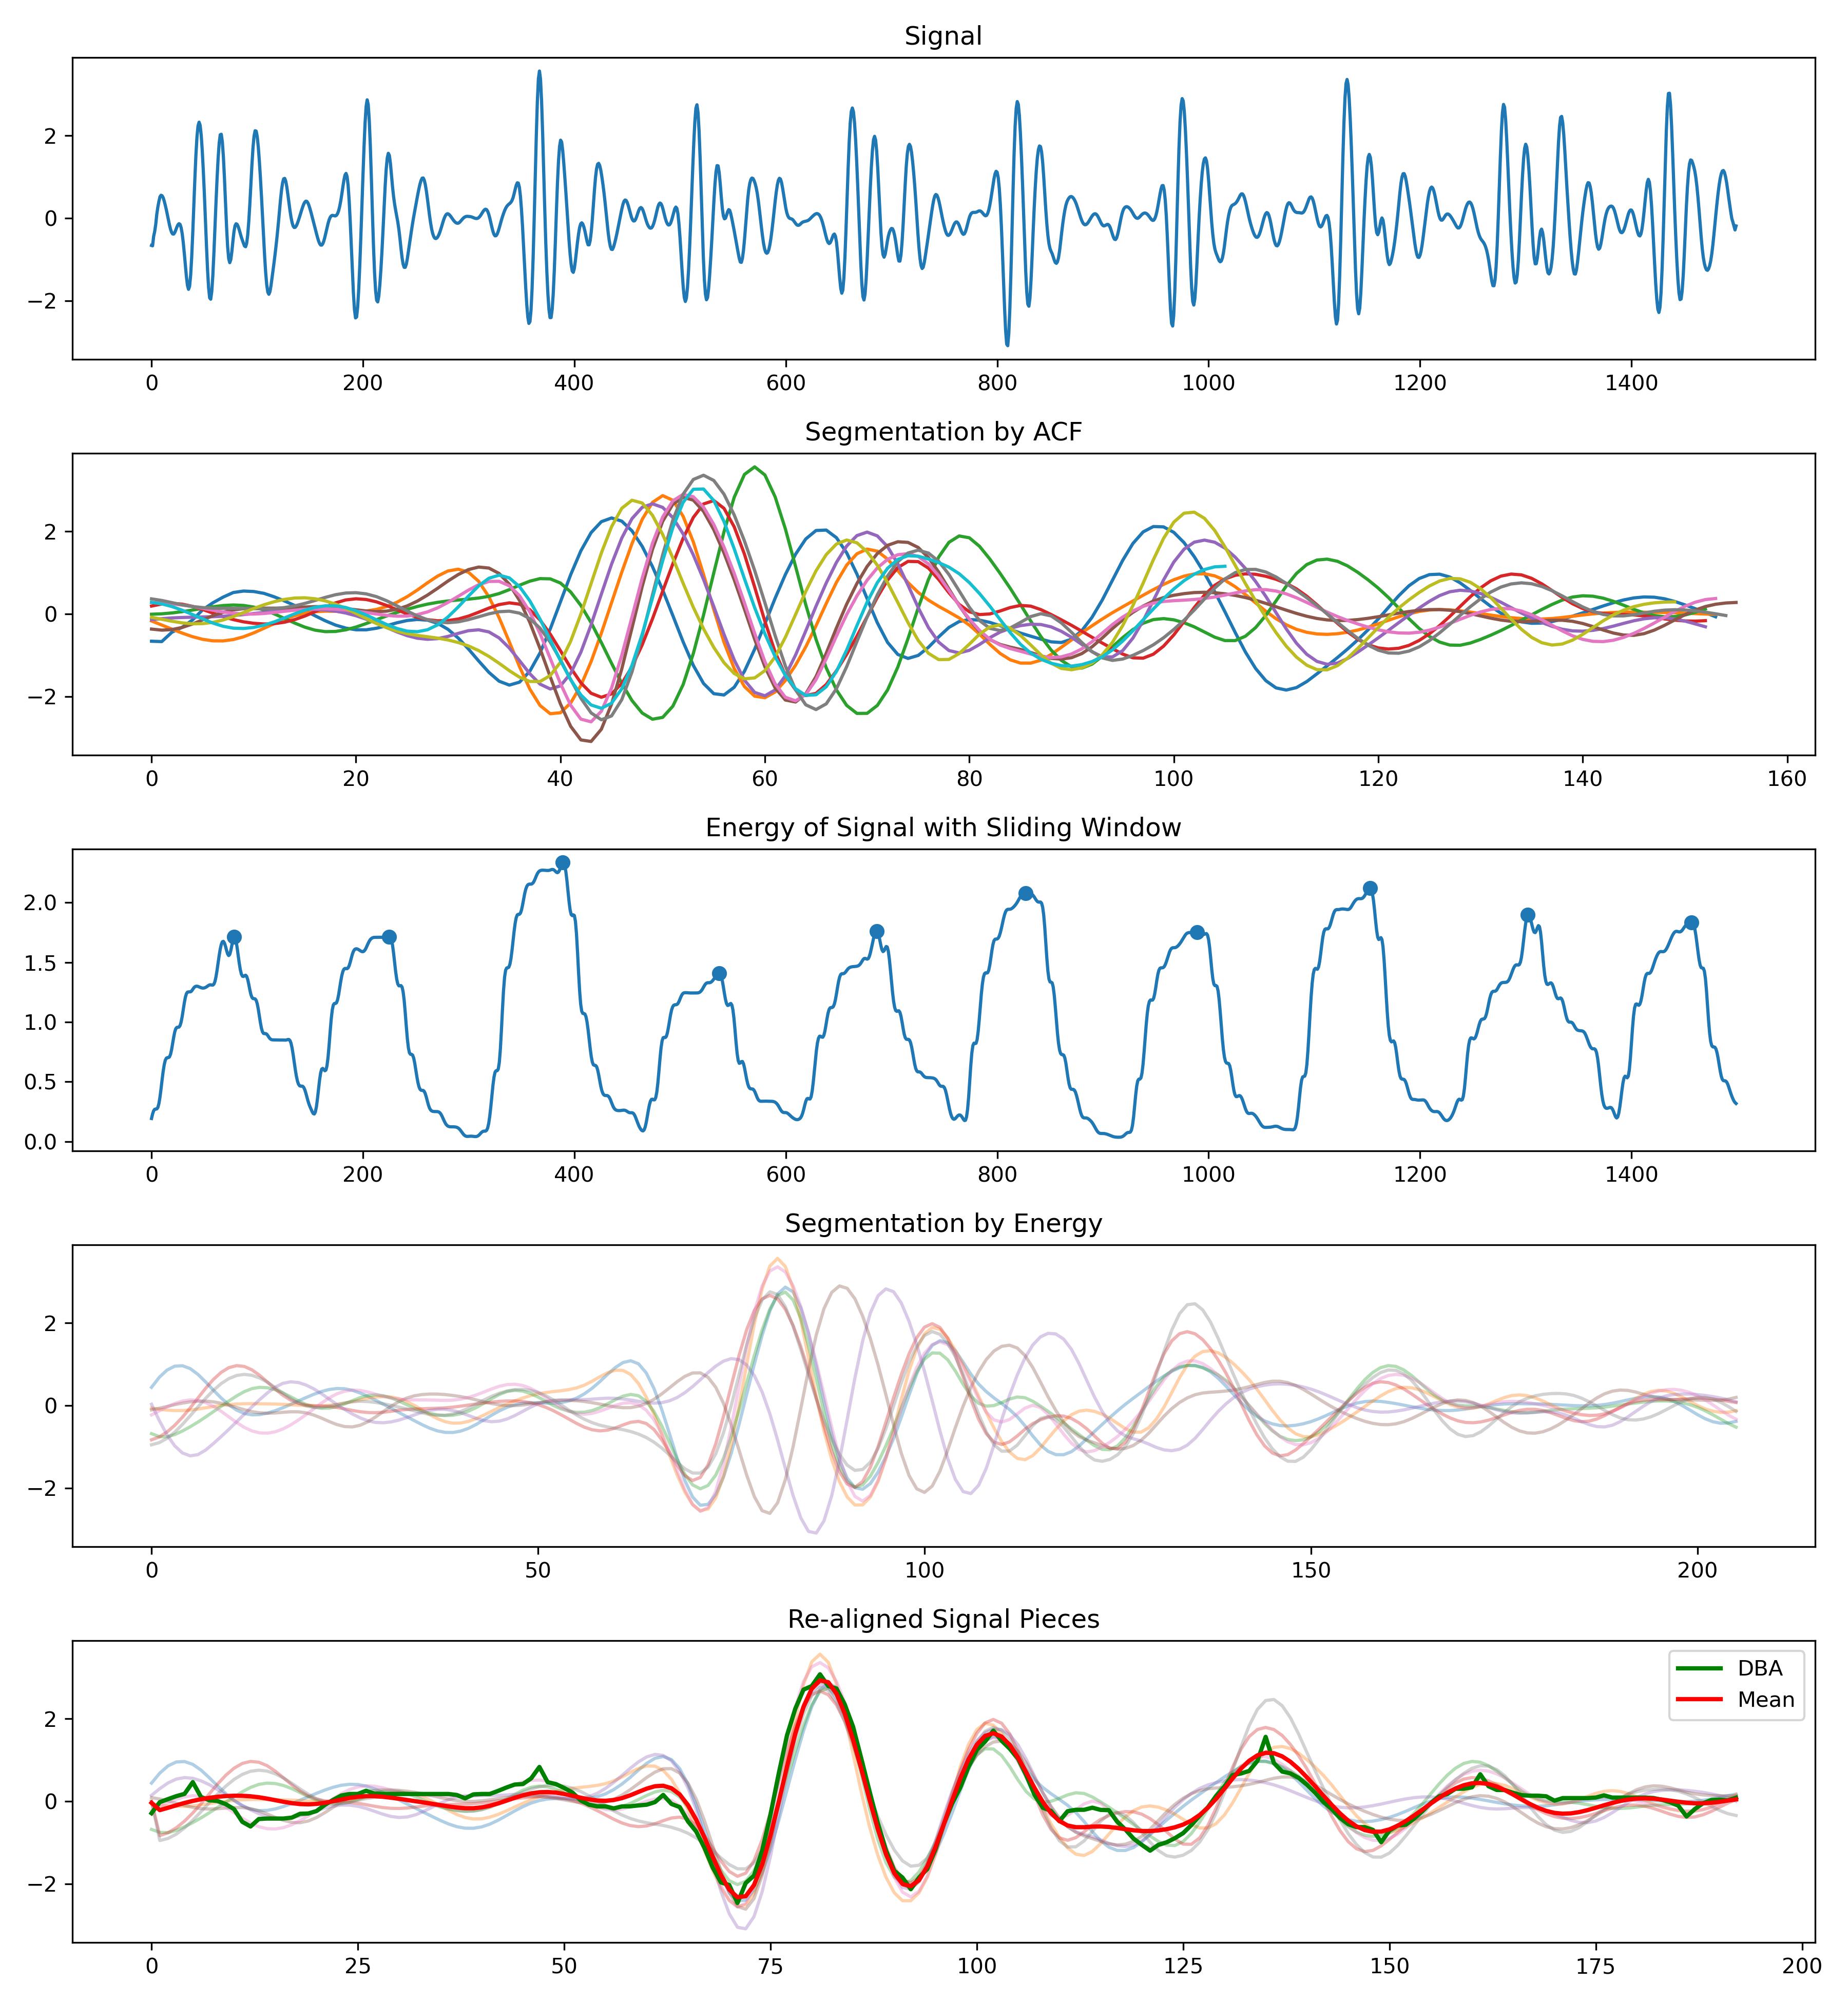 Signal
2
0
−2
0 200 400 600 800 1000 1200 1400
Segmentation by ACF
2
0
−2
0 20 40 60 80 100 120 140 160
Energy of Signal with Sliding Window
2.0
1.5
1.0
0.5
0.0
0 200 400 600 800 1000 1200 1400
Segmentation by Energy
2
0
−2
0 50 100 150 200
Re-aligned Signal Pieces
DBA
Mean
2
0
−2
0 25 50 75 100 125 150 175 200